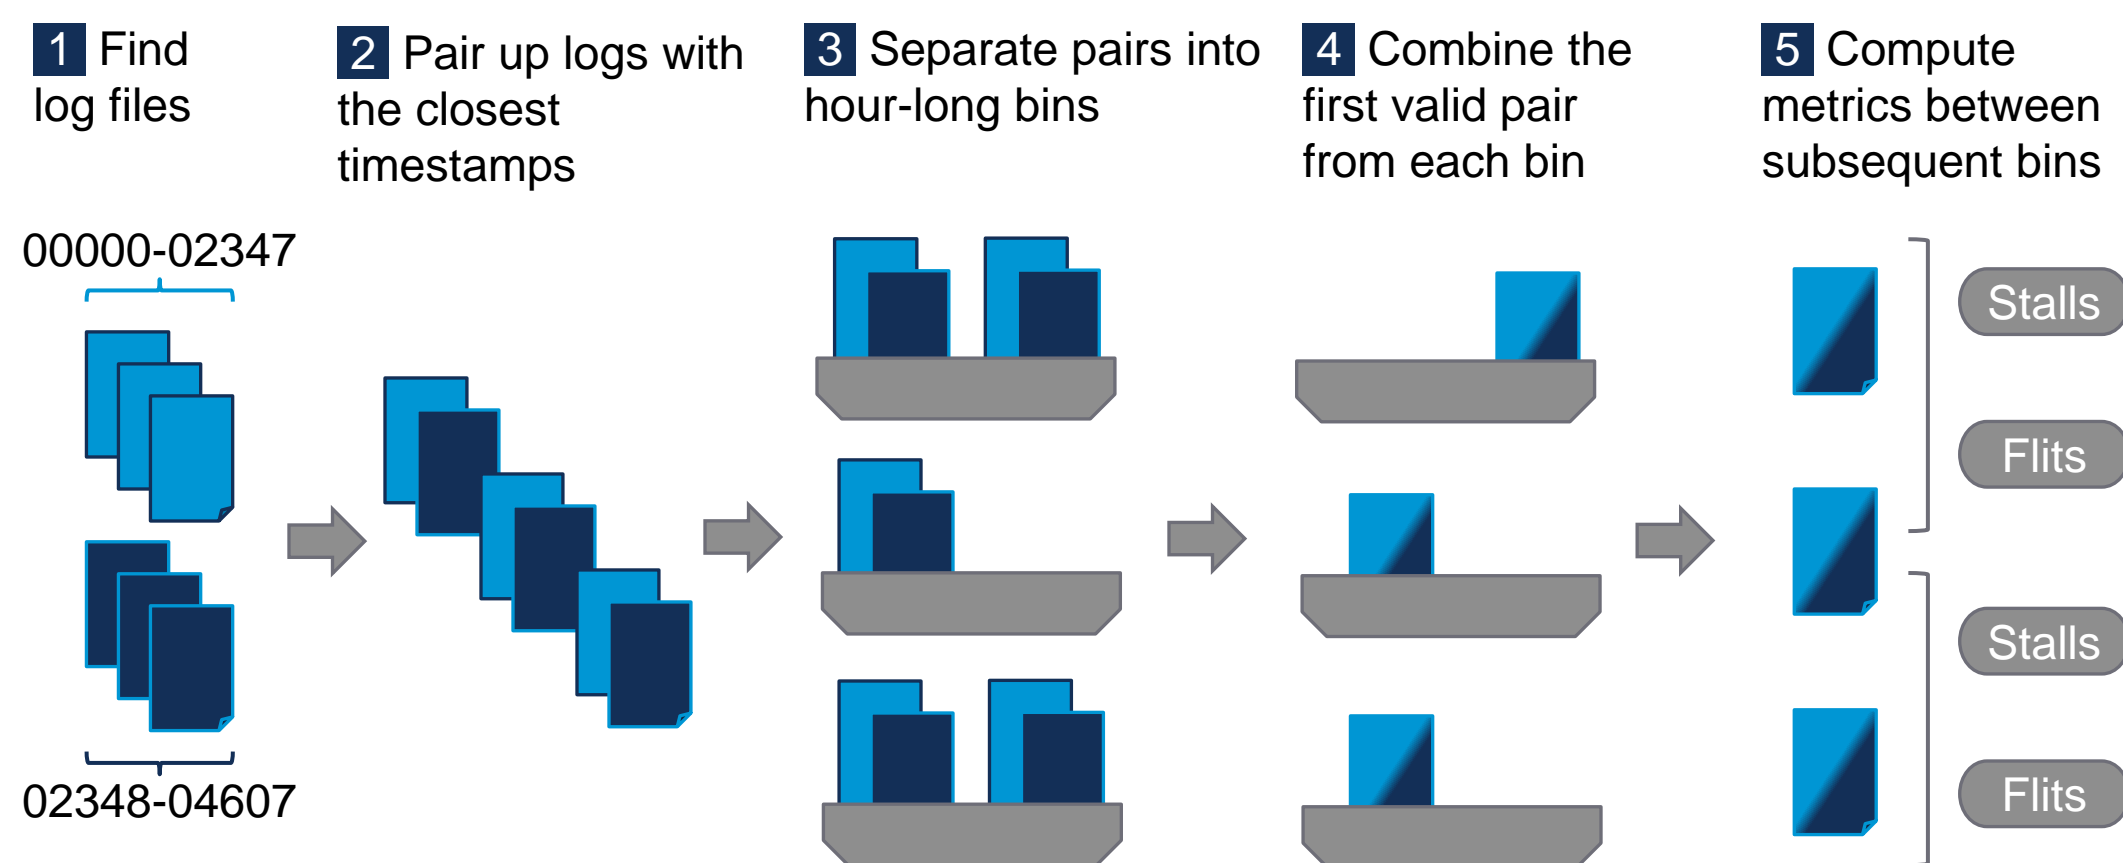 1 Find
log files
2 Pair up logs with
the closest
timestamps
3 Separate pairs into
hour-long bins
4 Combine the
first valid pair
from each bin
5 Compute
metrics between
subsequent bins
00000-02347
02348-04607
Stalls
Flits
Stalls
Flits